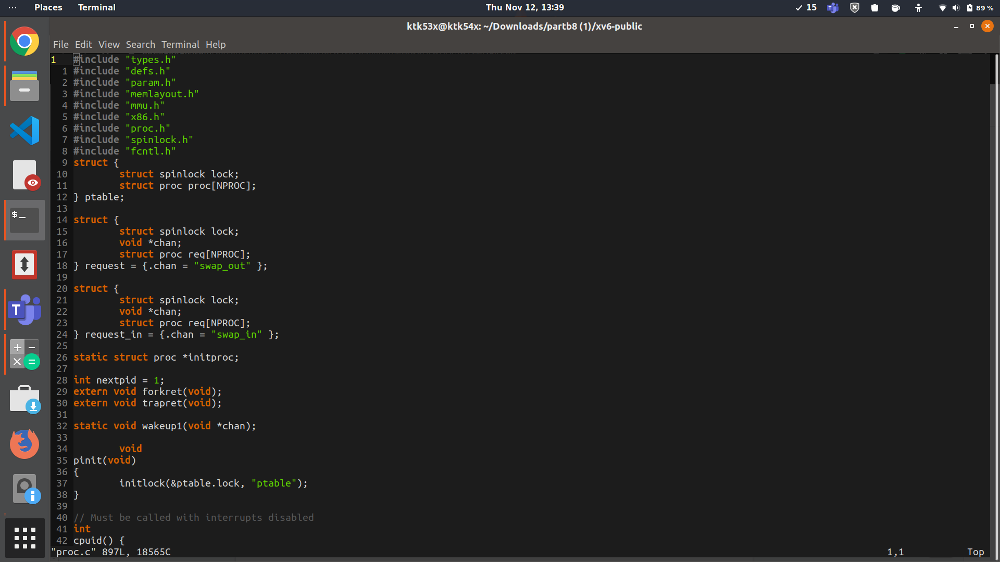 ··· Places Terminal Thu Nov 12, 13:39 15 89 %
ktk53x@ktk54x: ~/Downloads/partb8 (1)/xv6-public
File Edit View Search Terminal Help
1 #include "types.h"
1 #include "defs.h"
2 #include "param.h"
3 #include "memlayout.h"
4 #include "mmu.h"
5 #include "x86.h"
6 #include "proc.h"
7 #include "spinlock.h"
8 #include "fcntl.h"
9 struct {
10 struct spinlock lock;
11 struct proc proc[NPROC];
12 } ptable;
13
14 struct {
15 struct spinlock lock;
16 void *chan;
17 struct proc req[NPROC];
18 } request = {.chan = "swap_out" };
19
20 struct {
21 struct spinlock lock;
22 void *chan;
23 struct proc req[NPROC];
24 } request_in = {.chan = "swap_in" };
25
26 static struct proc *initproc;
27
28 int nextpid = 1;
29 extern void forkret(void);
30 extern void trapret(void);
31
32 static void wakeup1(void *chan);
33
34 void
35 pinit(void)
36 {
37 initlock(&ptable.lock, "ptable");
38 }
39
40 // Must be called with interrupts disabled
41 int
42 cpuid() {
"proc.c" 897L, 18565C 1,1 Top